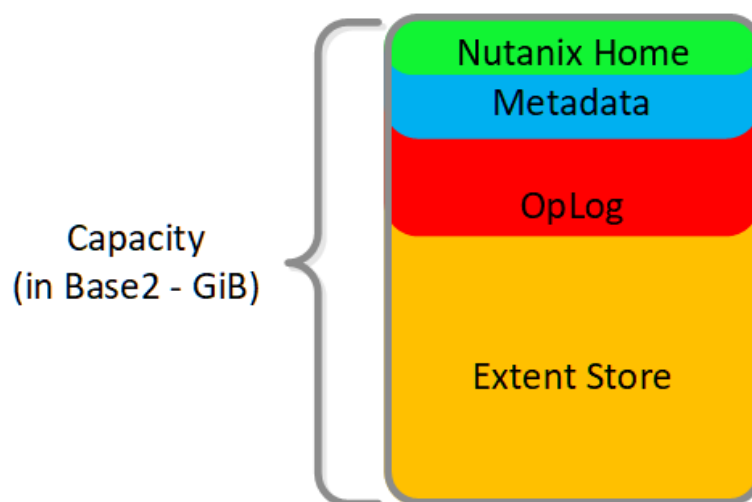 Nutanix Home
Metadata
OpLog
Capacity
(in Base2 - GiB)
Extent Store